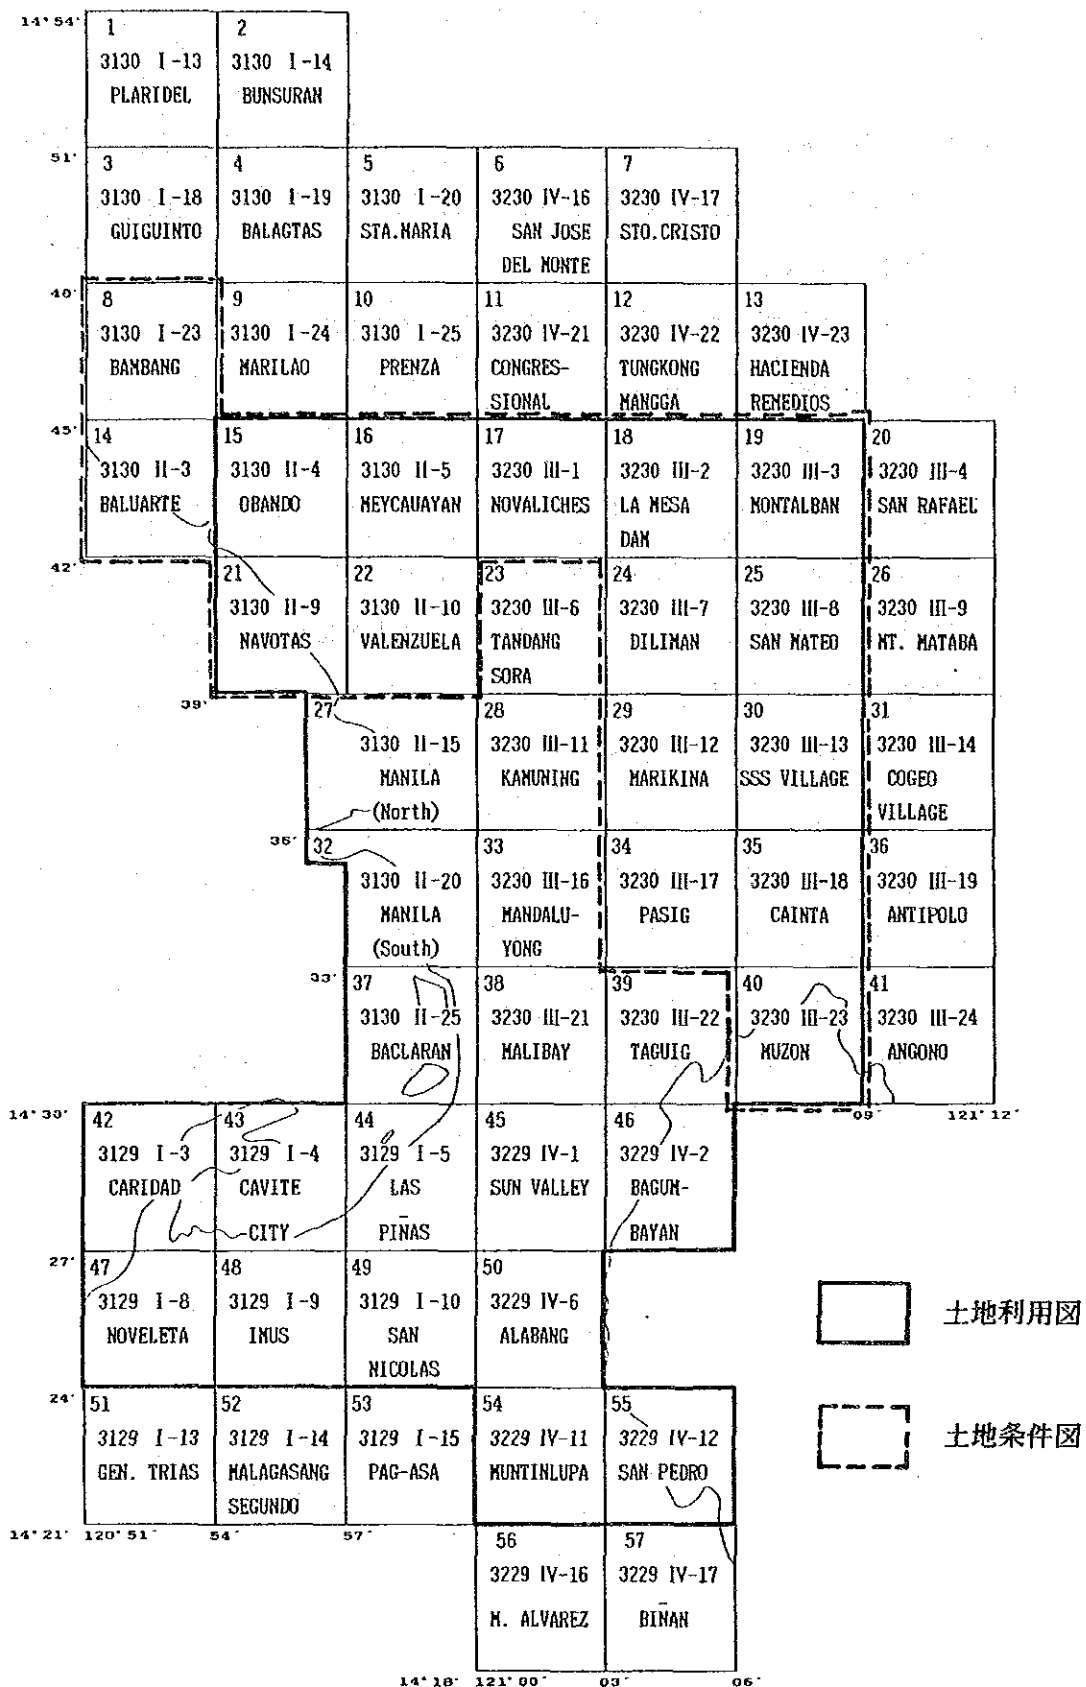 14°54′
1
3130 I-13
PLARIDEL
2
3130 I-14
BUNSURAN
51′
3
3130 I-18
GUIGUINTO
4
3130 I-19
BALAGTAS
5
3130 I-20
STA.MARIA
6
3230 IV-16
SAN JOSE
DEL MONTE
7
3230 IV-17
STO.CRISTO
48′
8
3130 I-23
BAMBANG
9
3130 I-24
MARILAO
10
3130 I-25
PRENZA
11
3230 IV-21
CONGRES-
SIONAL
12
3230 IV-22
TUNGKONG
MANGGA
13
3230 IV-23
HACIENDA
REMEDIOS
45′
14
3130 II-3
BALUARTE
15
3130 II-4
OBANDO
16
3130 II-5
MEYCAUAYAN
17
3230 III-1
NOVALICHES
18
3230 III-2
LA MESA
DAM
19
3230 III-3
MONTALBAN
20
3230 III-4
SAN RAFAEL
42′
21
3130 II-9
NAVOTAS
22
3130 II-10
VALENZUELA
23
3230 III-6
TANDANG
SORA
24
3230 III-7
DILIMAN
25
3230 III-8
SAN MATEO
26
3230 III-9
MT. MATABA
39′
27
3130 II-15
MANILA
(North)
28
3230 III-11
KAMUNING
29
3230 III-12
MARIKINA
30
3230 III-13
SSS VILLAGE
31
3230 III-14
COGEO
VILLAGE
36′
32
3130 II-20
MANILA
(South)
33
3230 III-16
MANDALU-
YONG
34
3230 III-17
PASIG
35
3230 III-18
CAINTA
36
3230 III-19
ANTIPOLO
33′
37
3130 II-25
BACLARAN
38
3230 III-21
MALIBAY
39
3230 III-22
TAGUIG
40
3230 III-23
MUZON
41
3230 III-24
ANGONO
14°30′
09′
121°12′
42
3129 I-3
CARIDAD
43
3129 I-4
CAVITE
CITY
44
3129 I-5
LAS
PIÑAS
45
3229 IV-1
SUN VALLEY
46
3229 IV-2
BAGUM-
BAYAN
27′
47
3129 I-8
NOVELETA
48
3129 I-9
IMUS
49
3129 I-10
SAN
NICOLAS
50
3229 IV-6
ALABANG
土地利用図
24′
51
3129 I-13
GEN. TRIAS
52
3129 I-14
MALAGASANG
SEGUNDO
53
3129 I-15
PAG-ASA
54
3229 IV-11
MUNTINLUPA
55
3229 IV-12
SAN PEDRO
土地条件図
14°21′
120°51′
54′
57′
56
3229 IV-16
M. ALVAREZ
57
3229 IV-17
BIÑAN
14°18′
121°00′
03′
06′